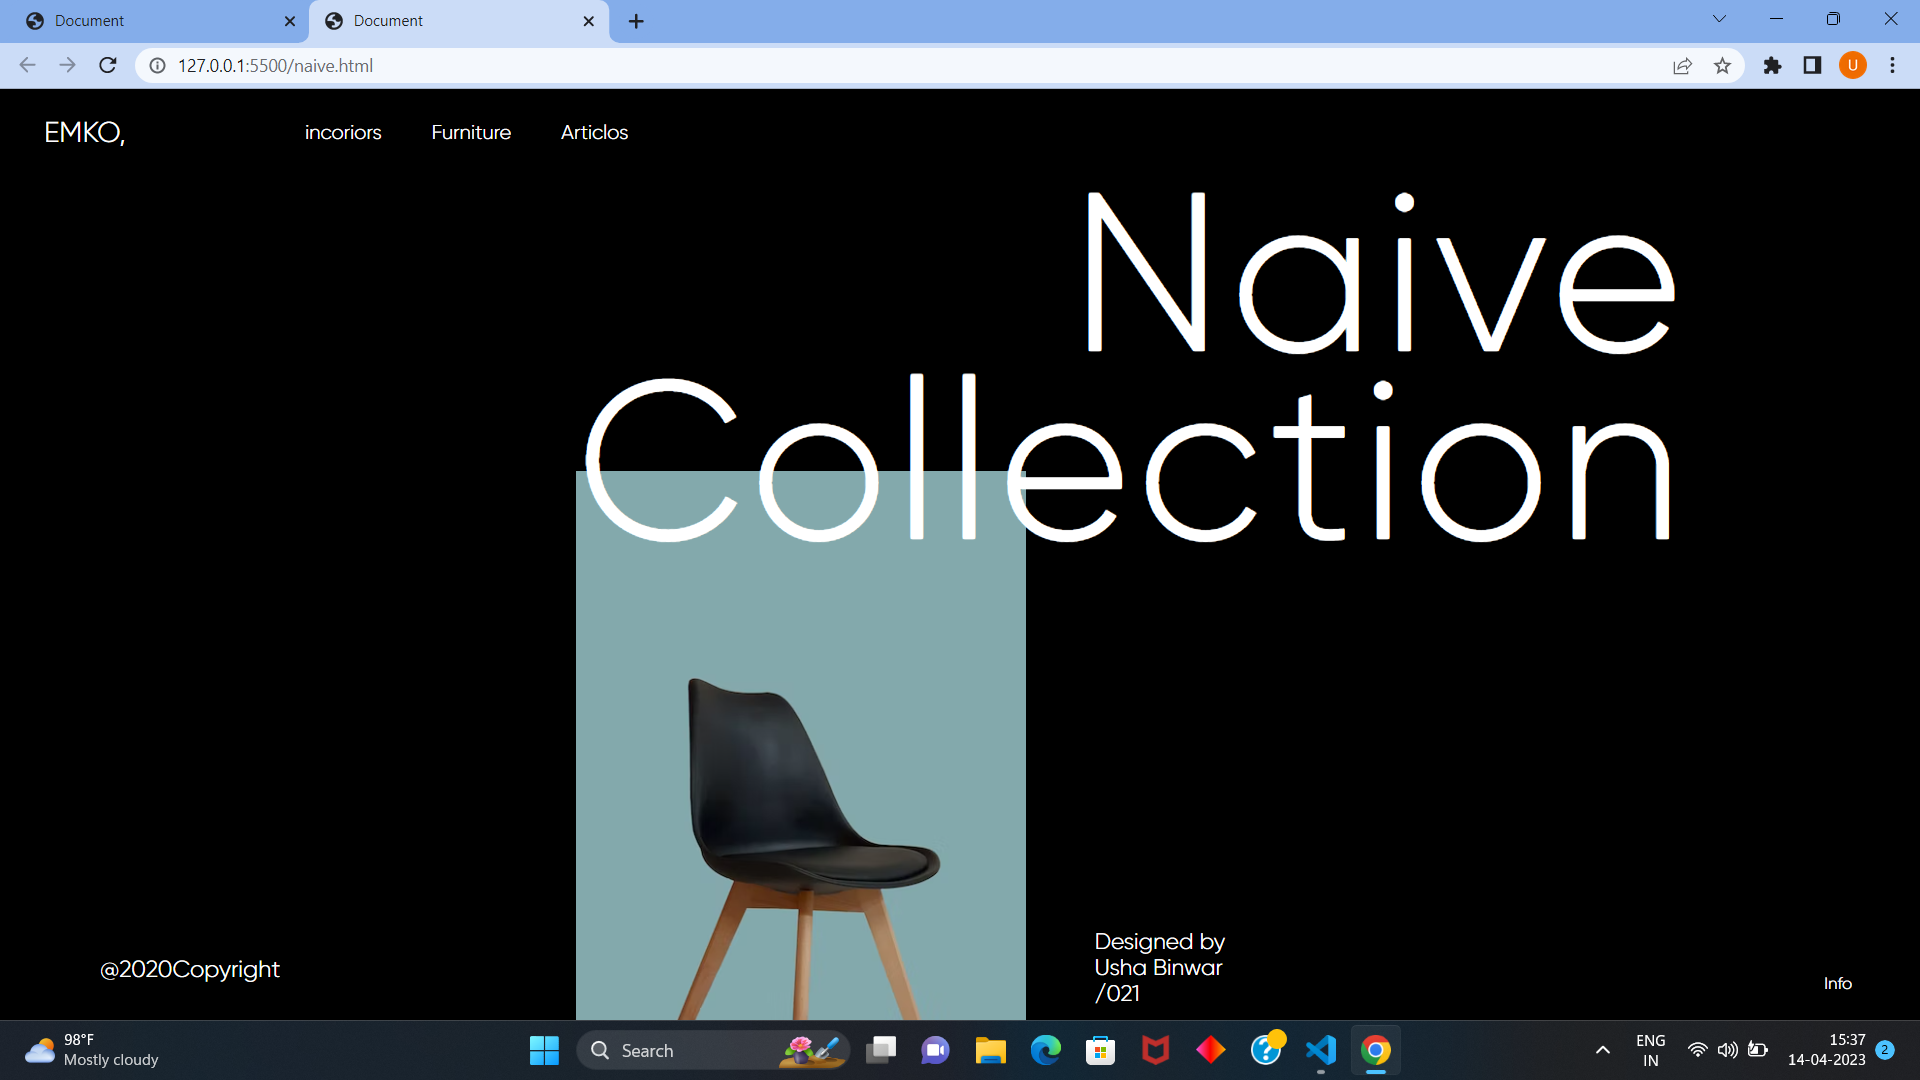 Document
Document
127.0.0.1:5500/naive.html
U
EMKO,
incoriors
Furniture
Articlos
Naive
Collection
@2020Copyright
Designed by
Usha Binwar
/021
Info
98°F
Mostly cloudy
Search
ENG
IN
15:37
14-04-2023
2